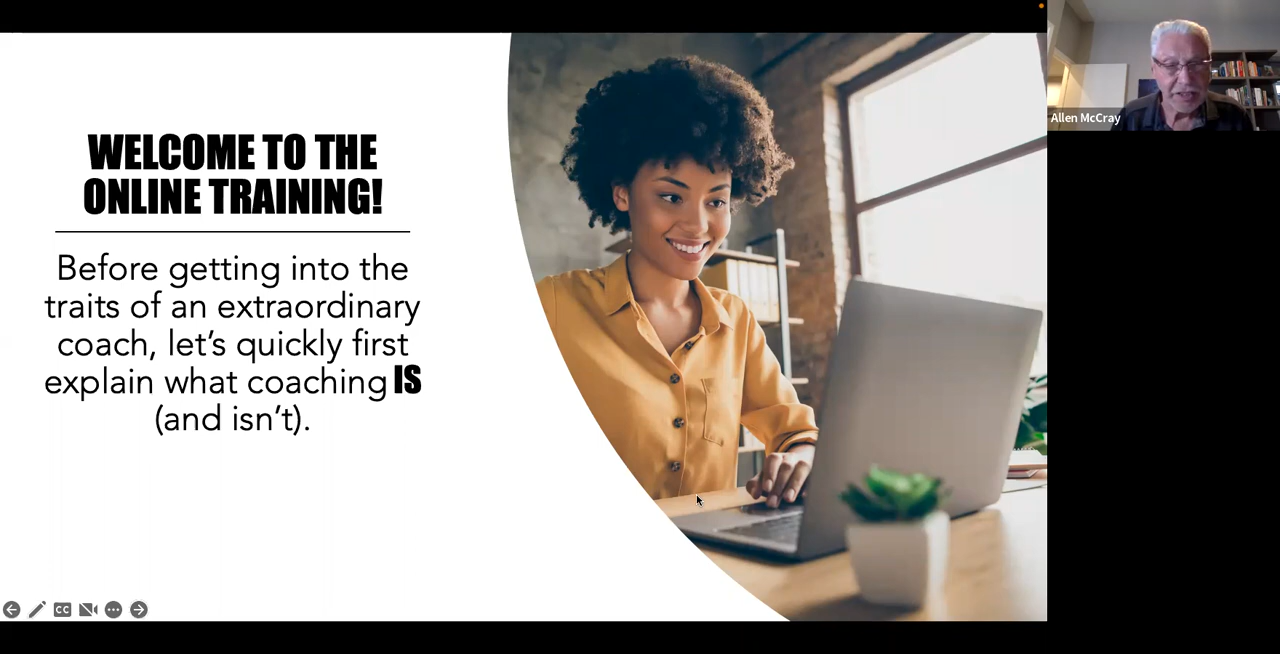 WELCOME TO THE
ONLINE TRAINING!
Before getting into the
traits of an extraordinary
coach, let’s quickly first
explain what coaching IS
(and isn’t).
CC
Allen McCray